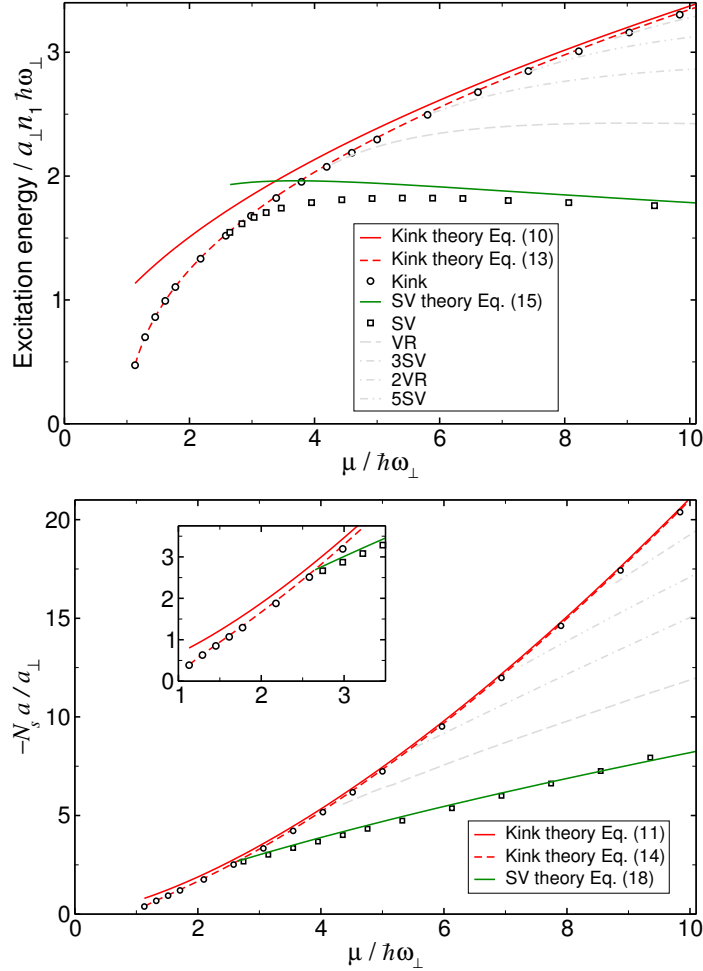 Excitation energy / a⊥ n₁ ℏω⊥
3
2
1
0
0 2 4 6 8 10
μ / ℏω⊥
Kink theory Eq. (10)
Kink theory Eq. (13)
Kink
SV theory Eq. (15)
SV
VR
3SV
2VR
5SV
−Nₛ a / a⊥
20
15
10
5
0
0 2 4 6 8 10
μ / ℏω⊥
3
2
1
0
1 2 3
Kink theory Eq. (11)
Kink theory Eq. (14)
SV theory Eq. (18)